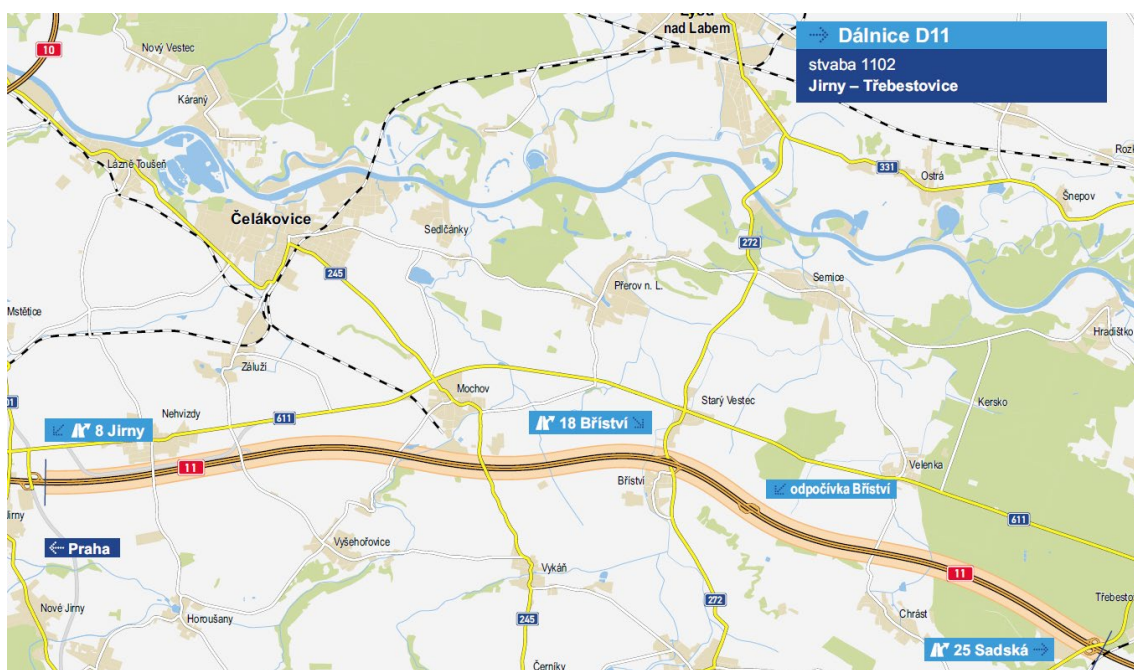 nad Labem
Dálnice D11
stvaba 1102
Jirny – Třebestovice
10
Nový Vestec
Káraný
Lázně Toušeň
331
Ostrá
Šnepov
Čelákovice
Sedlčánky
272
245
Přerov n. L.
Semice
Mstětice
Hradištko
Záluží
Mochov
Kersko
Nehvizdy
611
Starý Vestec
8 Jirny
18 Bříství
11
Velenka
Bříství
odpočívka Bříství
611
Praha
Vyšehořovice
Vykáň
11
272
Nové Jirny
Horoušany
245
Chrást
25 Sadská
Černíky